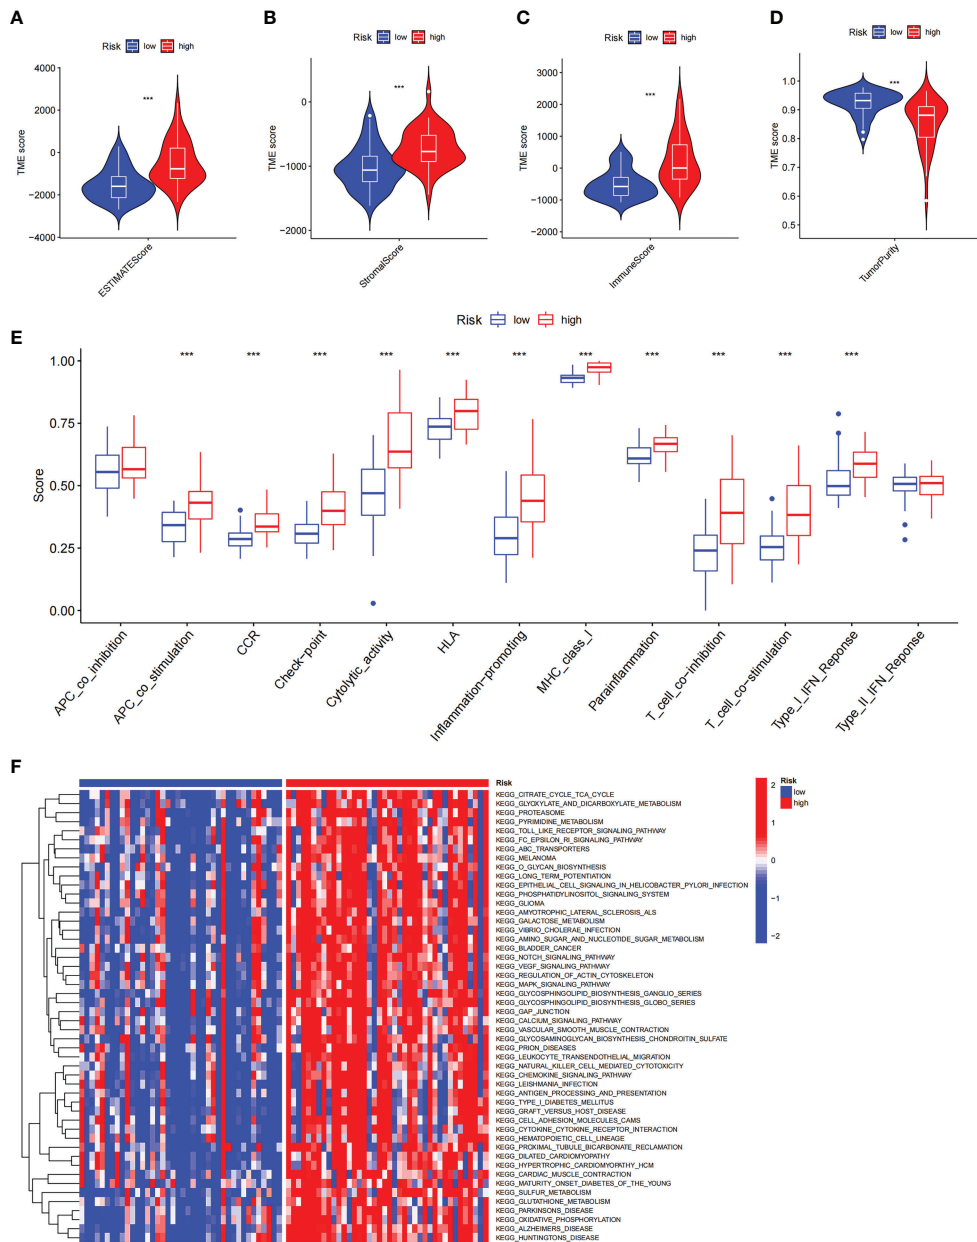 A
Risk low high
***
4000
2000
0
−2000
−4000
TME score
ESTIMATEScore
B
Risk low high
***
0
−1000
−2000
TME score
StromalScore
C
Risk low high
***
3000
2000
1000
0
−1000
−2000
TME score
ImmuneScore
D
Risk low high
***
1.0
0.9
0.8
0.7
0.6
0.5
TME score
TumorPurity
E
Risk low high
*** *** *** *** *** *** *** *** *** *** ***
1.00
0.75
0.50
0.25
0.00
Score
APC_co_inhibition
APC_co_stimulation
CCR
Check−point
Cytolytic_activity
HLA
Inflammation−promoting
MHC_class_I
Parainflammation
T_cell_co−inhibition
T_cell_co−stimulation
Type_I_IFN_Reponse
Type_II_IFN_Reponse
F
Risk
KEGG_CITRATE_CYCLE_TCA_CYCLE
KEGG_GLYOXYLATE_AND_DICARBOXYLATE_METABOLISM
KEGG_PROTEASOME
KEGG_PYRIMIDINE_METABOLISM
KEGG_TOLL_LIKE_RECEPTOR_SIGNALING_PATHWAY
KEGG_FC_EPSILON_RI_SIGNALING_PATHWAY
KEGG_ABC_TRANSPORTERS
KEGG_MELANOMA
KEGG_O_GLYCAN_BIOSYNTHESIS
KEGG_LONG_TERM_POTENTIATION
KEGG_EPITHELIAL_CELL_SIGNALING_IN_HELICOBACTER_PYLORI_INFECTION
KEGG_PHOSPHATIDYLINOSITOL_SIGNALING_SYSTEM
KEGG_GLIOMA
KEGG_AMYOTROPHIC_LATERAL_SCLEROSIS_ALS
KEGG_GALACTOSE_METABOLISM
KEGG_VIBRIO_CHOLERAE_INFECTION
KEGG_AMINO_SUGAR_AND_NUCLEOTIDE_SUGAR_METABOLISM
KEGG_BLADDER_CANCER
KEGG_NOTCH_SIGNALING_PATHWAY
KEGG_VEGF_SIGNALING_PATHWAY
KEGG_REGULATION_OF_ACTIN_CYTOSKELETON
KEGG_MAPK_SIGNALING_PATHWAY
KEGG_GLYCOSPHINGOLIPID_BIOSYNTHESIS_GANGLIO_SERIES
KEGG_GLYCOSPHINGOLIPID_BIOSYNTHESIS_GLOBO_SERIES
KEGG_GAP_JUNCTION
KEGG_CALCIUM_SIGNALING_PATHWAY
KEGG_VASCULAR_SMOOTH_MUSCLE_CONTRACTION
KEGG_GLYCOSAMINOGLYCAN_BIOSYNTHESIS_CHONDROITIN_SULFATE
KEGG_PRION_DISEASES
KEGG_LEUKOCYTE_TRANSENDOTHELIAL_MIGRATION
KEGG_NATURAL_KILLER_CELL_MEDIATED_CYTOTOXICITY
KEGG_CHEMOKINE_SIGNALING_PATHWAY
KEGG_LEISHMANIA_INFECTION
KEGG_ANTIGEN_PROCESSING_AND_PRESENTATION
KEGG_TYPE_I_DIABETES_MELLITUS
KEGG_GRAFT_VERSUS_HOST_DISEASE
KEGG_CELL_ADHESION_MOLECULES_CAMS
KEGG_CYTOKINE_CYTOKINE_RECEPTOR_INTERACTION
KEGG_HEMATOPOIETIC_CELL_LINEAGE
KEGG_PROXIMAL_TUBULE_BICARBONATE_RECLAMATION
KEGG_DILATED_CARDIOMYOPATHY
KEGG_HYPERTROPHIC_CARDIOMYOPATHY_HCM
KEGG_CARDIAC_MUSCLE_CONTRACTION
KEGG_MATURITY_ONSET_DIABETES_OF_THE_YOUNG
KEGG_SULFUR_METABOLISM
KEGG_GLUTATHIONE_METABOLISM
KEGG_PARKINSONS_DISEASE
KEGG_OXIDATIVE_PHOSPHORYLATION
KEGG_ALZHEIMERS_DISEASE
KEGG_HUNTINGTONS_DISEASE
2
1
0
−1
−2
Risk
low
high